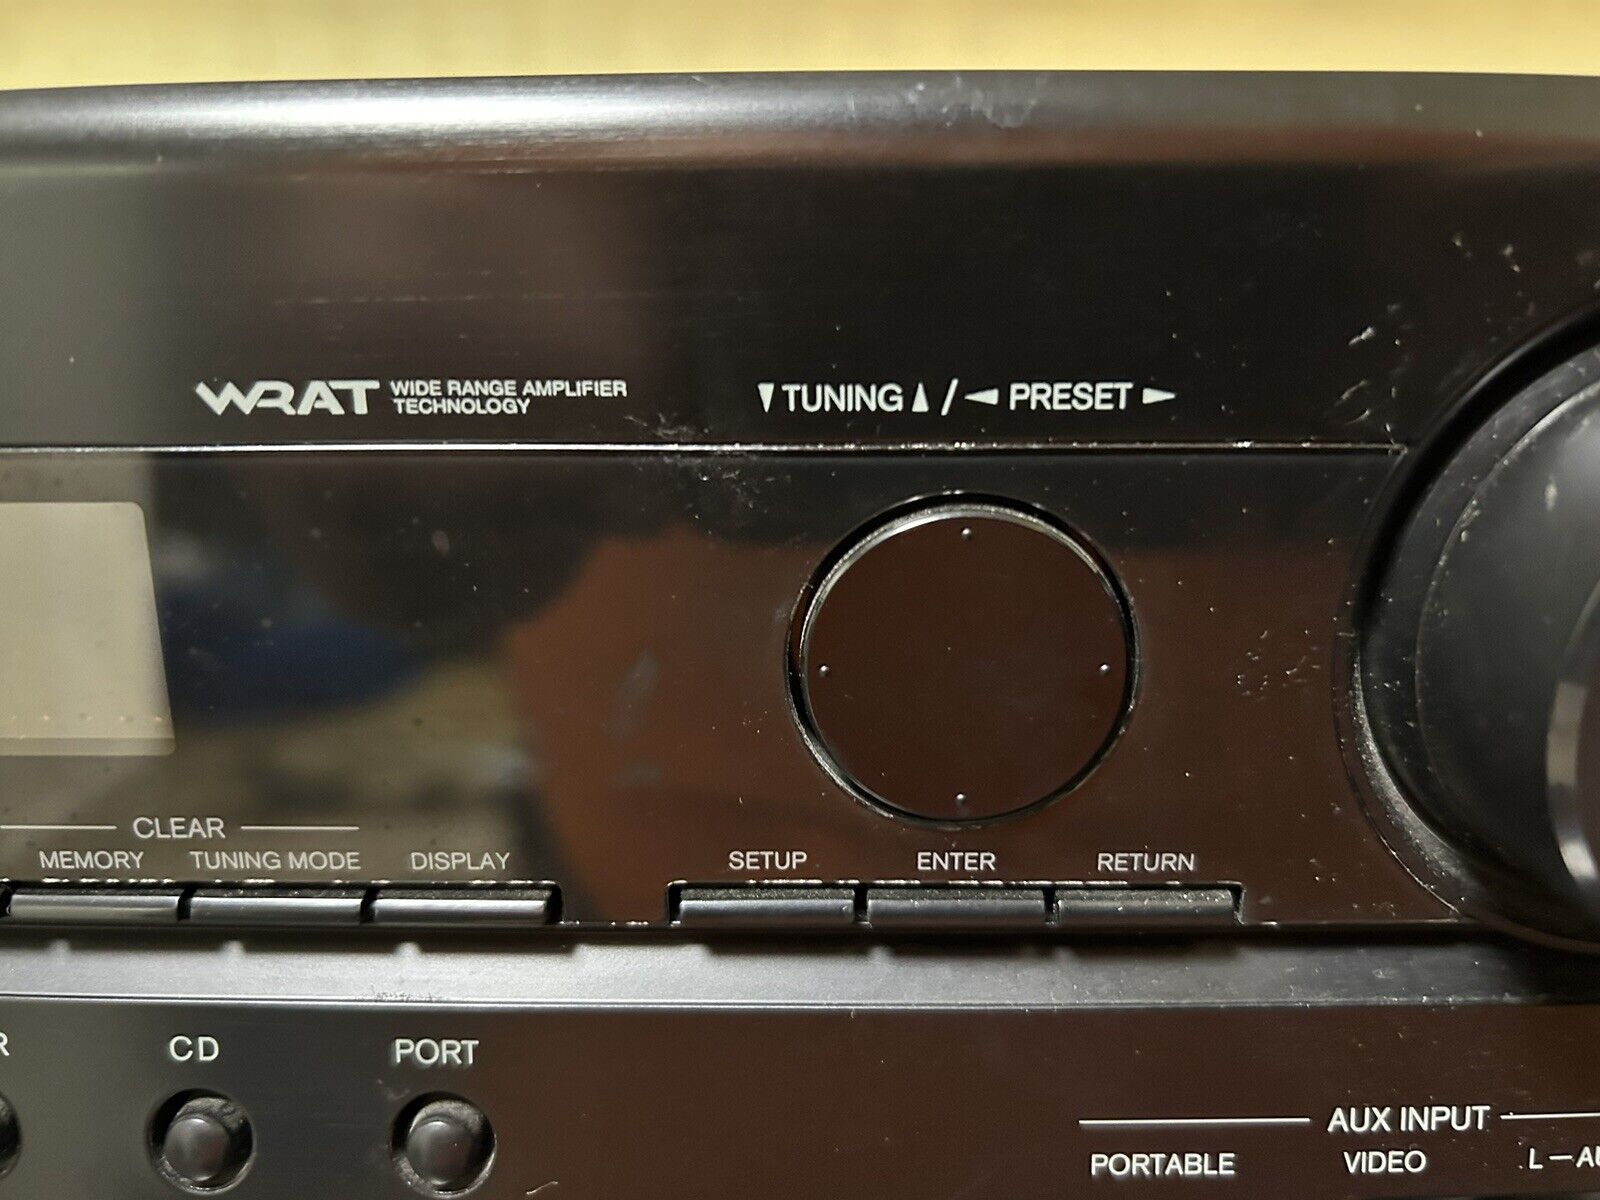 WRAT WIDE RANGE AMPLIFIER
TECHNOLOGY
▼TUNING▲/◄ PRESET ►
CLEAR
MEMORY TUNING MODE DISPLAY
SETUP ENTER RETURN
CD PORT
AUX INPUT
PORTABLE VIDEO L